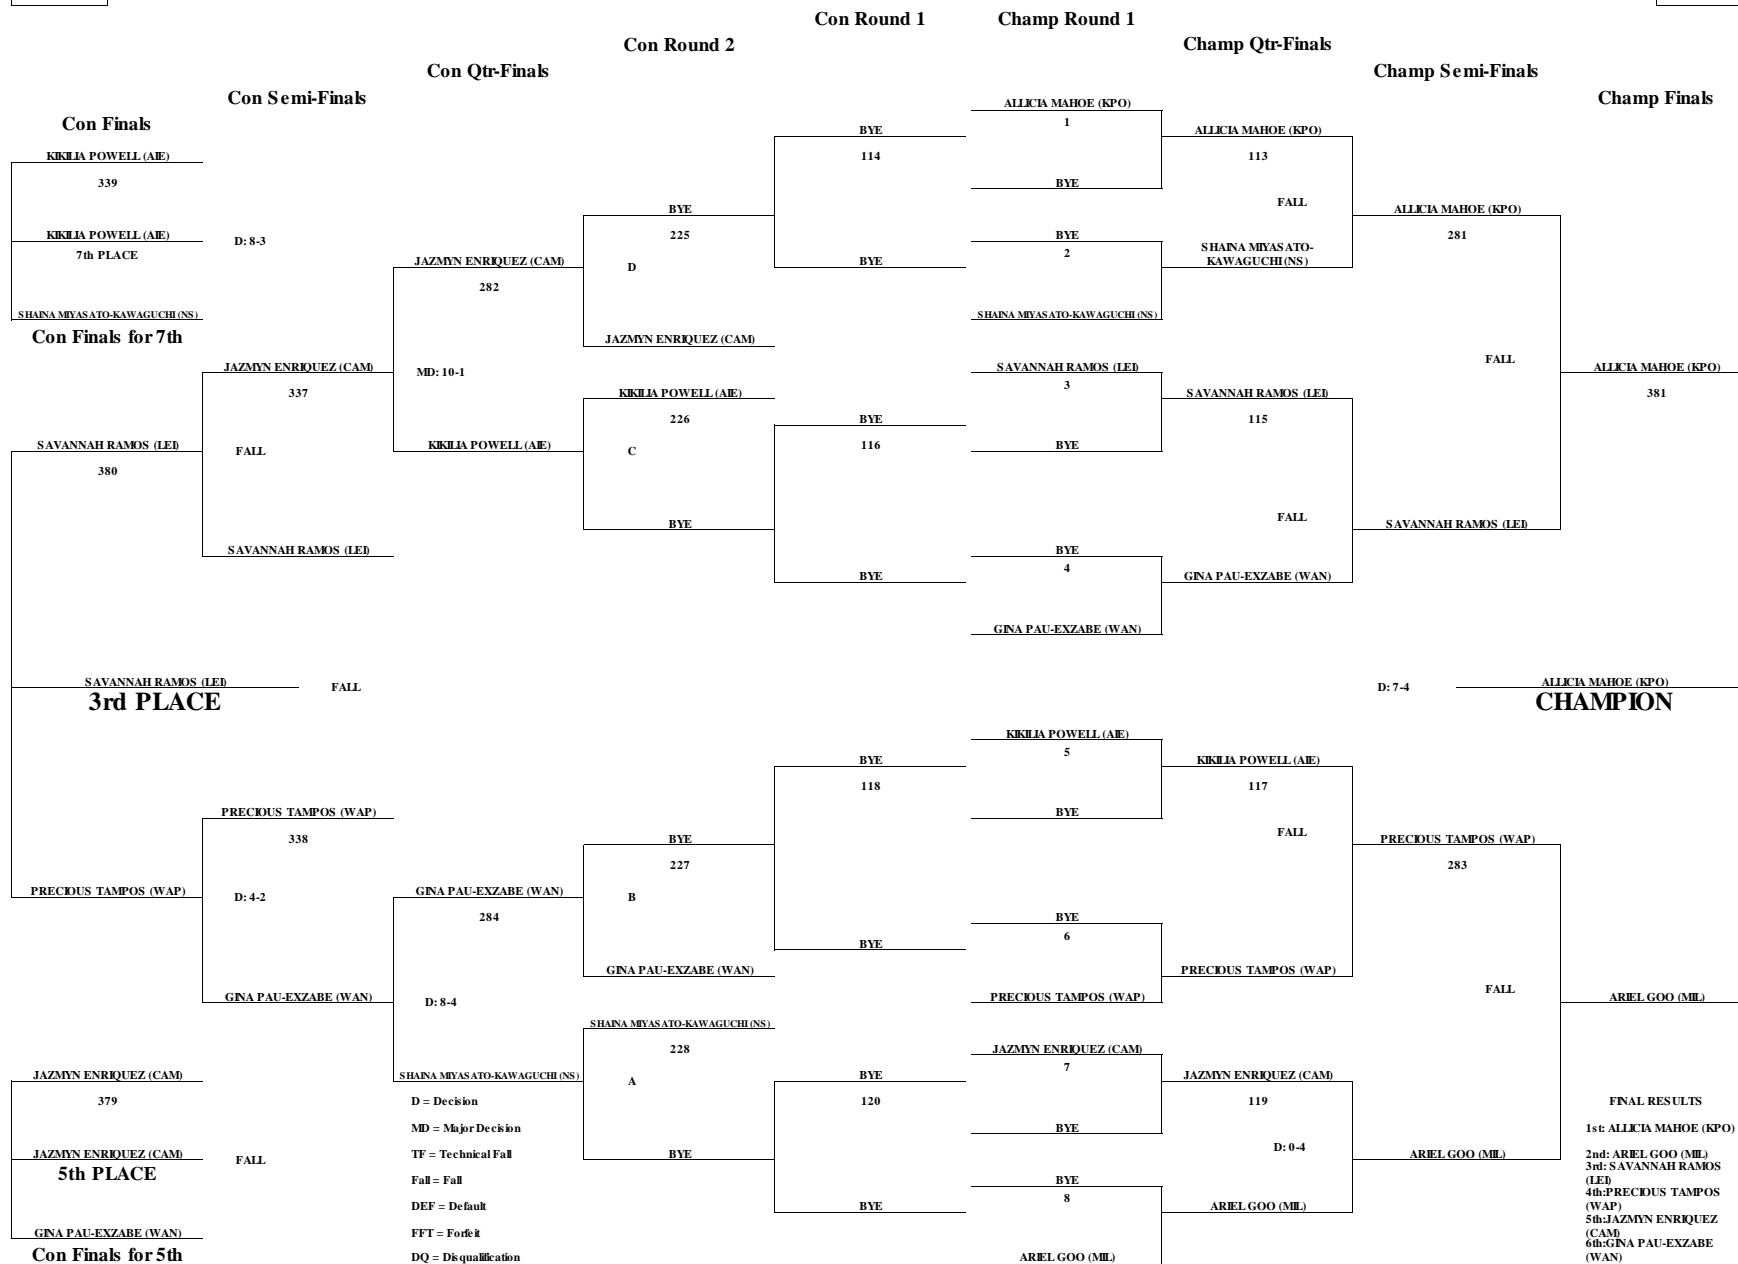 Con Round 1
Champ Round 1
Con Round 2
Champ Qtr-Finals
Con Qtr-Finals
Champ Semi-Finals
Con Semi-Finals
Champ Finals
Con Finals
ALLICIA MAHOE (KPO)
1
BYE
ALLICIA MAHOE (KPO)
114
113
KIKILIA POWELL (AIE)
339
BYE
FALL
BYE
ALLICIA MAHOE (KPO)
KIKILIA POWELL (AIE)
7th PLACE
D: 8-3
225
BYE
2
281
SHAINA MIYASATO-
KAWAGUCHI (NS)
JAZMYN ENRIQUEZ (CAM)
282
D
BYE
SHAINA MIYASATO-KAWAGUCHI (NS)
Con Finals for 7th
SHAINA MIYASATO-KAWAGUCHI (NS)
JAZMYN ENRIQUEZ (CAM)
FALL
JAZMYN ENRIQUEZ (CAM)
337
MD: 10-1
SAVANNAH RAMOS (LEI)
3
ALLICIA MAHOE (KPO)
381
KIKILIA POWELL (AIE)
226
SAVANNAH RAMOS (LEI)
115
BYE
116
SAVANNAH RAMOS (LEI)
380
FALL
KIKILIA POWELL (AIE)
C
BYE
FALL
BYE
SAVANNAH RAMOS (LEI)
SAVANNAH RAMOS (LEI)
BYE
4
BYE
GINA PAU-EXZABE (WAN)
GINA PAU-EXZABE (WAN)
SAVANNAH RAMOS (LEI)
3rd PLACE
FALL
D: 7-4
ALLICIA MAHOE (KPO)
CHAMPION
KIKILIA POWELL (AIE)
5
BYE
118
KIKILIA POWELL (AIE)
117
PRECIOUS TAMPOS (WAP)
338
BYE
FALL
BYE
227
PRECIOUS TAMPOS (WAP)
283
PRECIOUS TAMPOS (WAP)
D: 4-2
GINA PAU-EXZABE (WAN)
284
B
BYE
6
BYE
GINA PAU-EXZABE (WAN)
PRECIOUS TAMPOS (WAP)
GINA PAU-EXZABE (WAN)
D: 8-4
PRECIOUS TAMPOS (WAP)
FALL
ARIEL GOO (MIL)
SHAINA MIYASATO-KAWAGUCHI (NS)
228
JAZMYN ENRIQUEZ (CAM)
7
JAZMYN ENRIQUEZ (CAM)
379
SHAINA MIYASATO-KAWAGUCHI (NS)
A
BYE
120
JAZMYN ENRIQUEZ (CAM)
119
D = Decision
MD = Major Decision
BYE
FINAL RESULTS
1st: ALLICIA MAHOE (KPO)
JAZMYN ENRIQUEZ (CAM)
5th PLACE
FALL
TF = Technical Fall
BYE
D: 0-4
ARIEL GOO (MIL)
2nd: ARIEL GOO (MIL)
3rd: SAVANNAH RAMOS
(LEI)
Fall = Fall
BYE
8
4th:PRECIOUS TAMPOS
(WAP)
DEF = Default
BYE
ARIEL GOO (MIL)
5th:JAZMYN ENRIQUEZ
(CAM)
GINA PAU-EXZABE (WAN)
Con Finals for 5th
FFT = Forfeit
6th:GINA PAU-EXZABE
(WAN)
DQ = Disqualification
ARIEL GOO (MIL)